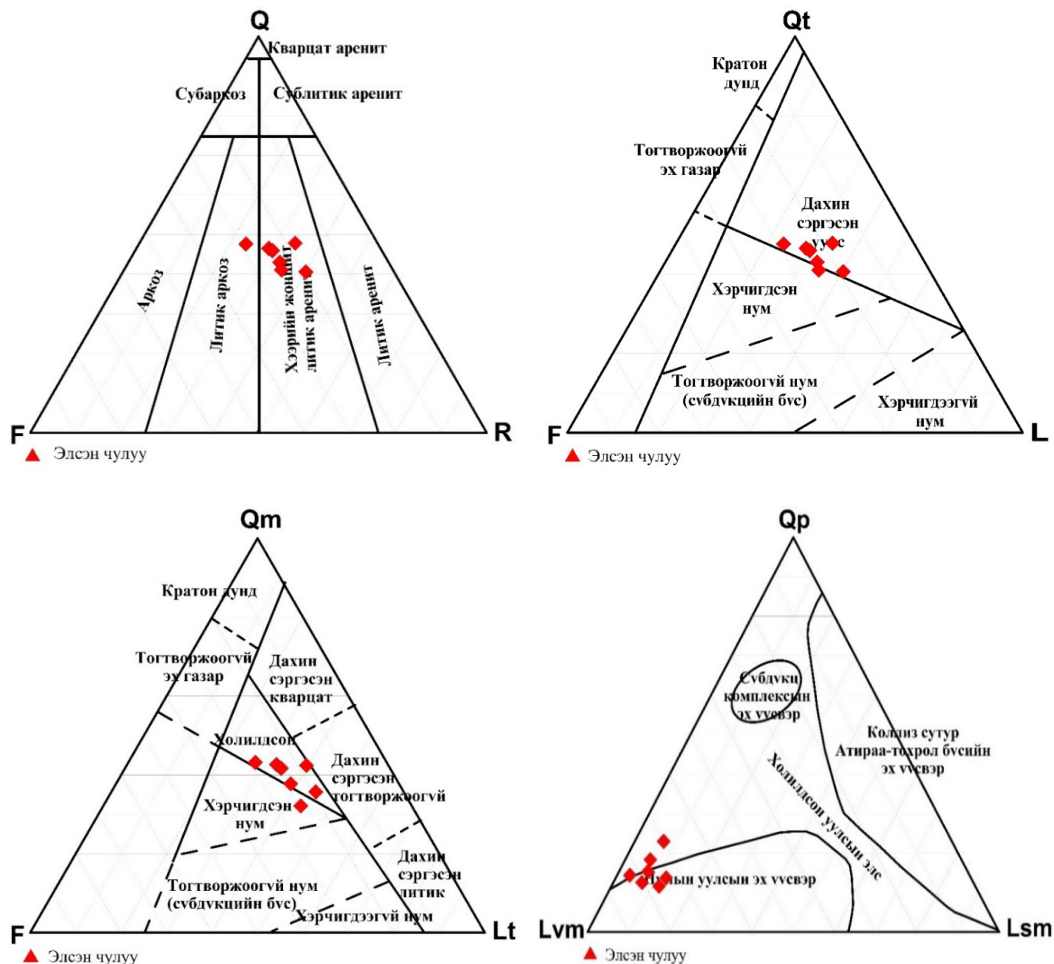 Q
Кварцат аренит
Субаркоз
Сублитик аренит
Аркоз
Литик аркоз
Хээрийн жоншит
литик аренит
Литик аренит
F
R
Элсэн чулуу
Qt
Кратон
дунд
Тогтворжоогүй
эх газар
Дахин
сэргэсэн
уулс
Хэрчигдсэн
нум
Тогтворжоогүй нум
(субдукцийн бүс)
Хэрчигдээгүй
нум
F
L
Элсэн чулуу
Qm
Кратон дунд
Тогтворжоогүй
эх газар
Дахин
сэргэсэн
кварцат
Холилдсон
Дахин
сэргэсэн
тогтворжоогүй
Хэрчигдсэн
нум
Тогтворжоогүй нум
(субдукцийн бүс)
Дахин
сэргэсэн
литик
Хэрчигдээгүй нум
F
Lt
Элсэн чулуу
Qp
Субдукц
комплексын
эх үүсвэр
Коллиз сутур
Атираа-тохрол бүсийн
эх үүсвэр
Холилдсон уулсын элс
уулсын эх үүсвэр
Lvm
Lsm
Элсэн чулуу